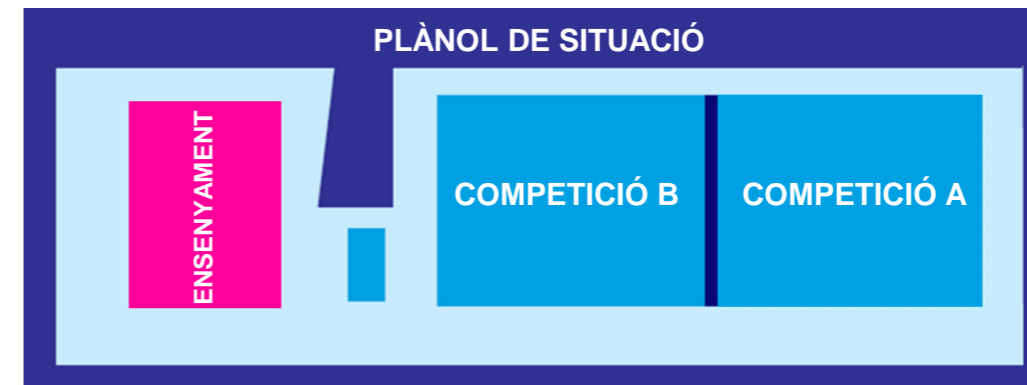 PLÀNOL DE SITUACIÓ
ENSENYAMENT
COMPETICIÓ B
COMPETICIÓ A